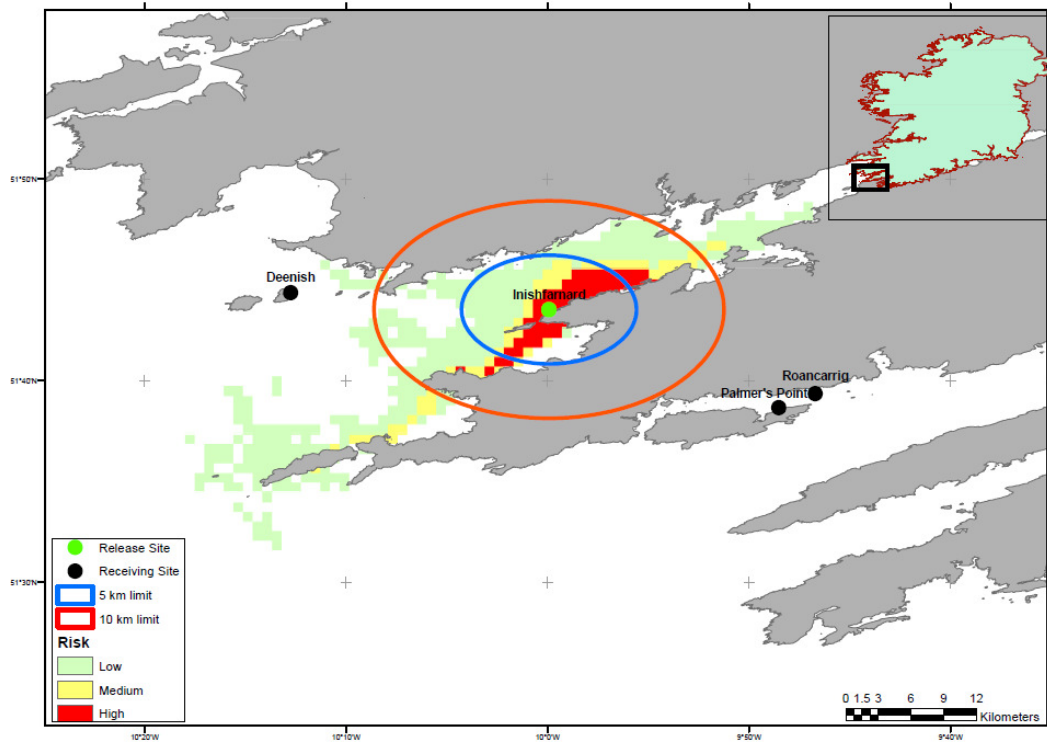 51°50'N
Deenish
Inishfarnard
51°40'N
Roancarrig
Palmer's Point
51°30'N
Release Site
Receiving Site
5 km limit
10 km limit
Risk
Low
Medium
High
0 1.5 3 6 9 12
Kilometers
10°20'W 10°10'W 10°0'W 9°50'W 9°40'W